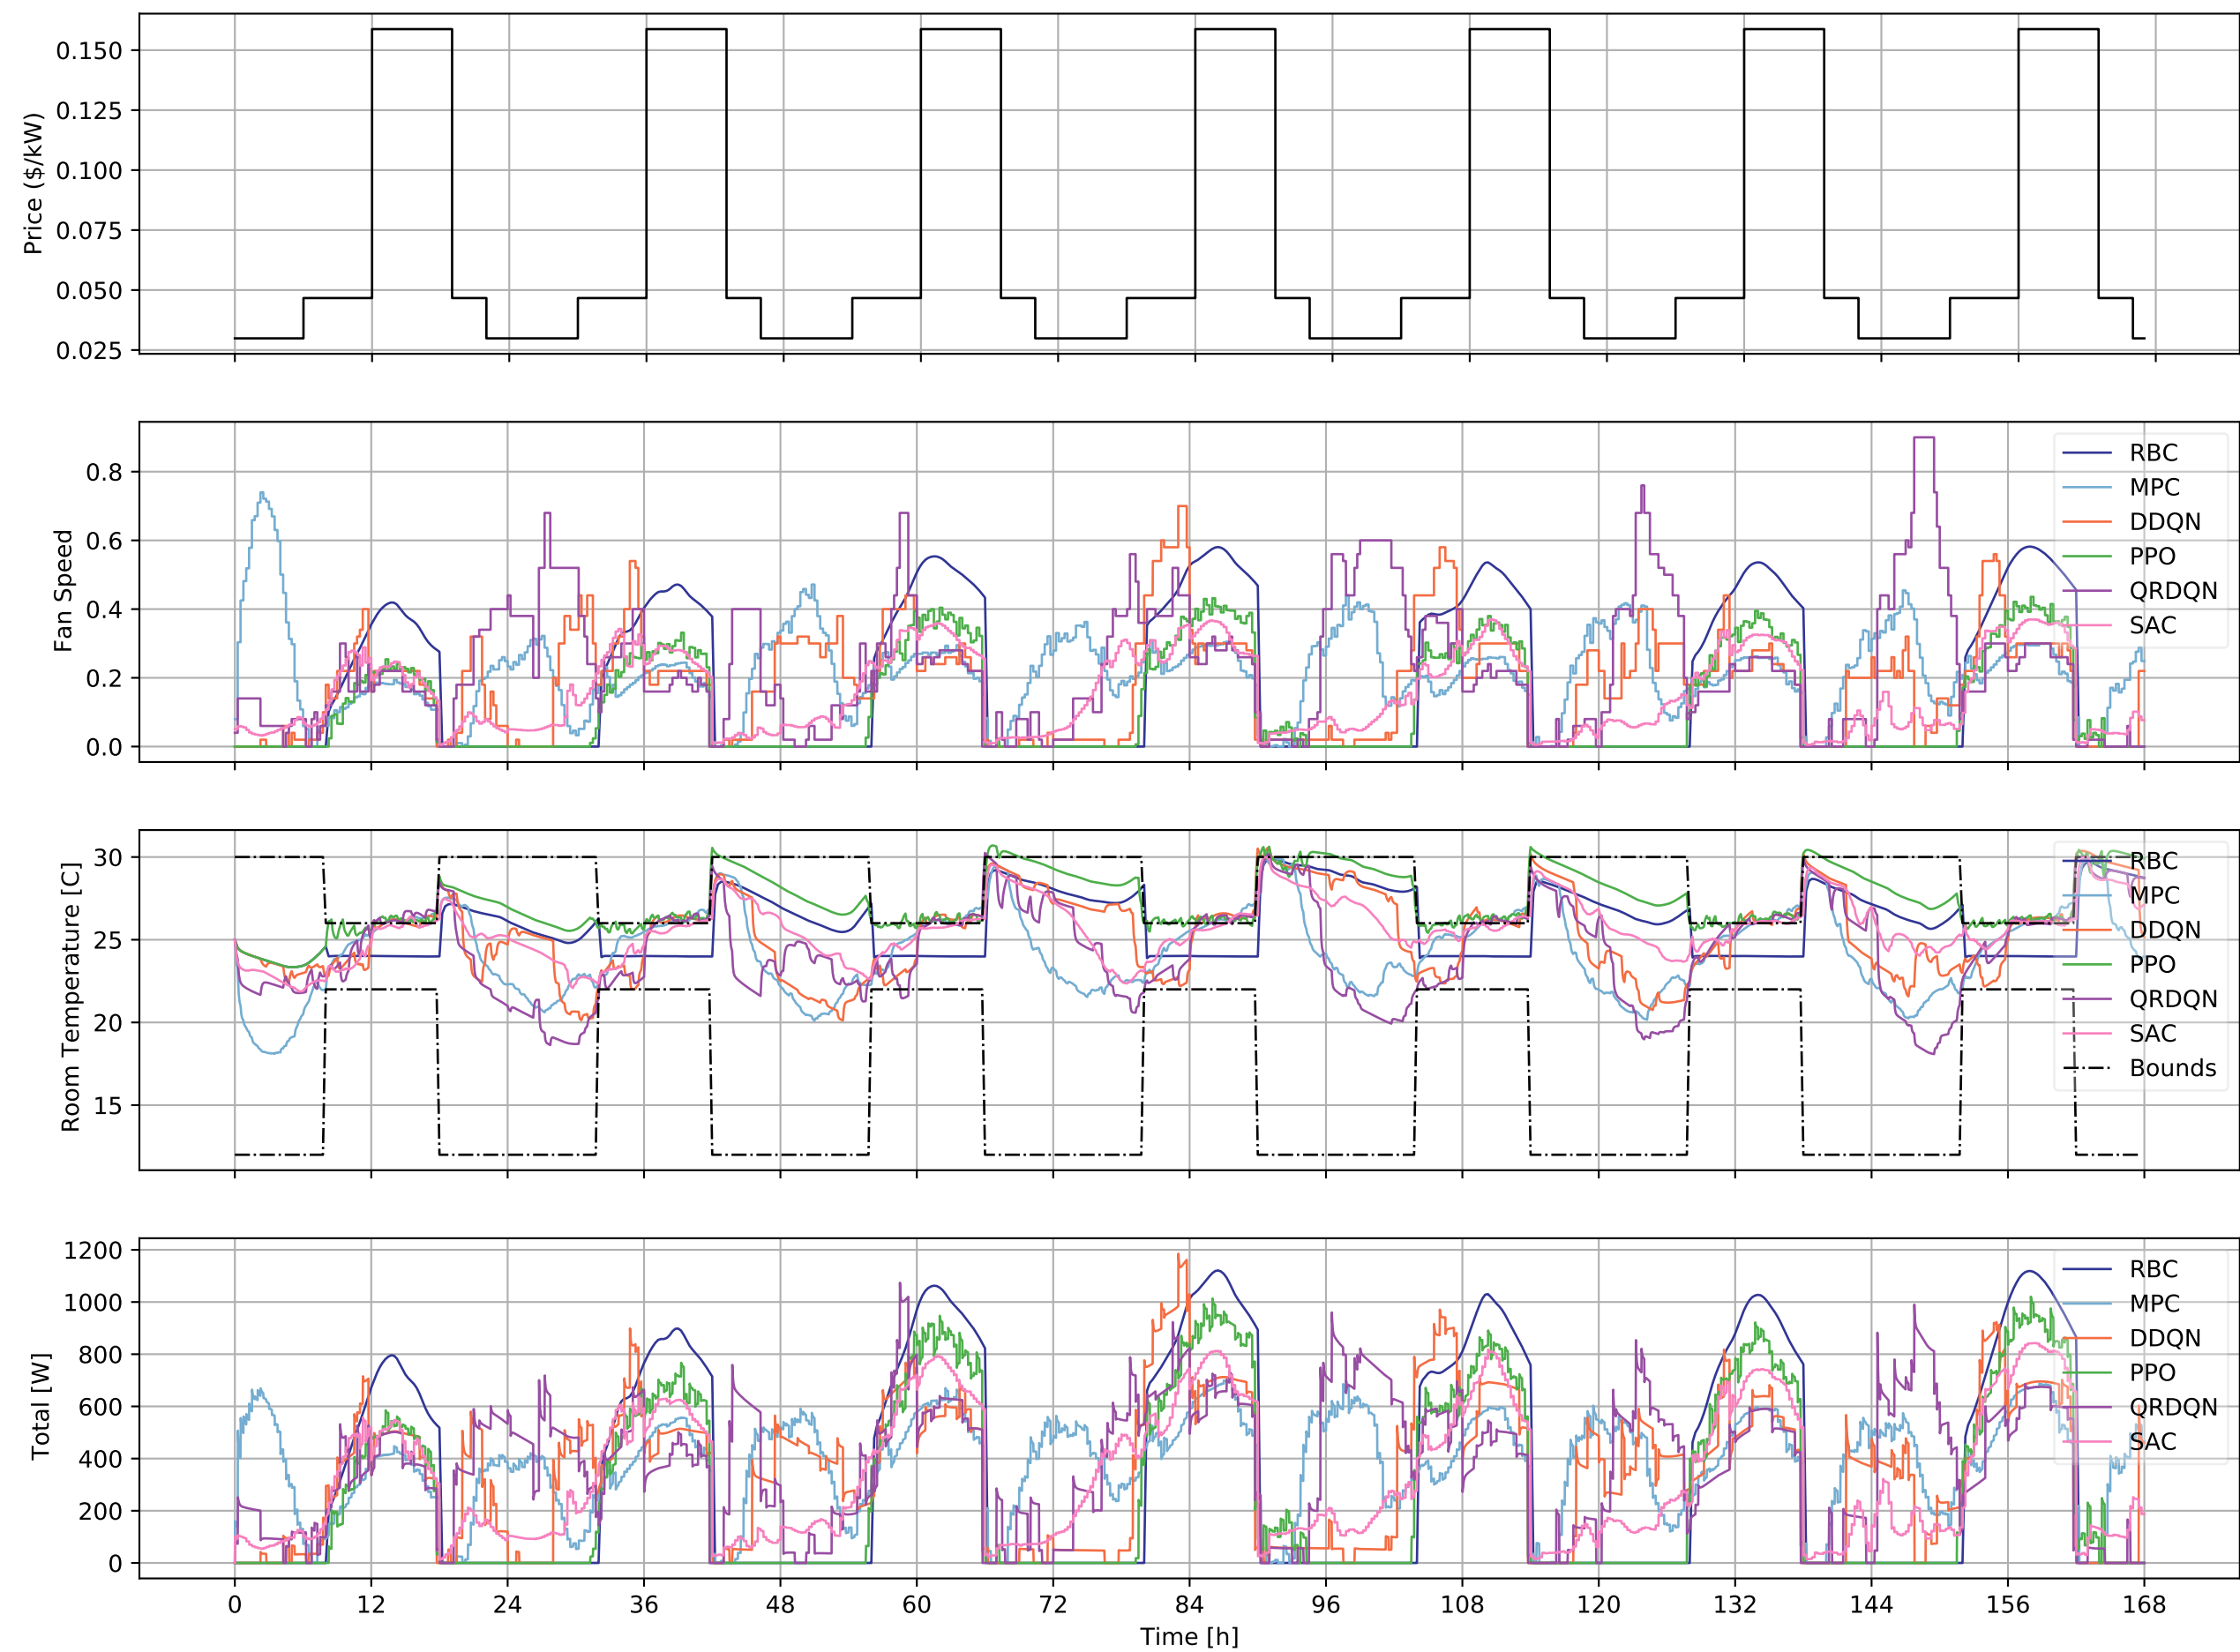 0.150
0.125
0.100
0.075
0.050
0.025
Price ($/kW)
0.8
0.6
0.4
0.2
0.0
Fan Speed
RBC
MPC
DDQN
PPO
QRDQN
SAC
30
25
20
15
Room Temperature [C]
RBC
MPC
DDQN
PPO
QRDQN
SAC
Bounds
1200
1000
800
600
400
200
0
Total [W]
RBC
MPC
DDQN
PPO
QRDQN
SAC
0 12 24 36 48 60 72 84 96 108 120 132 144 156 168
Time [h]